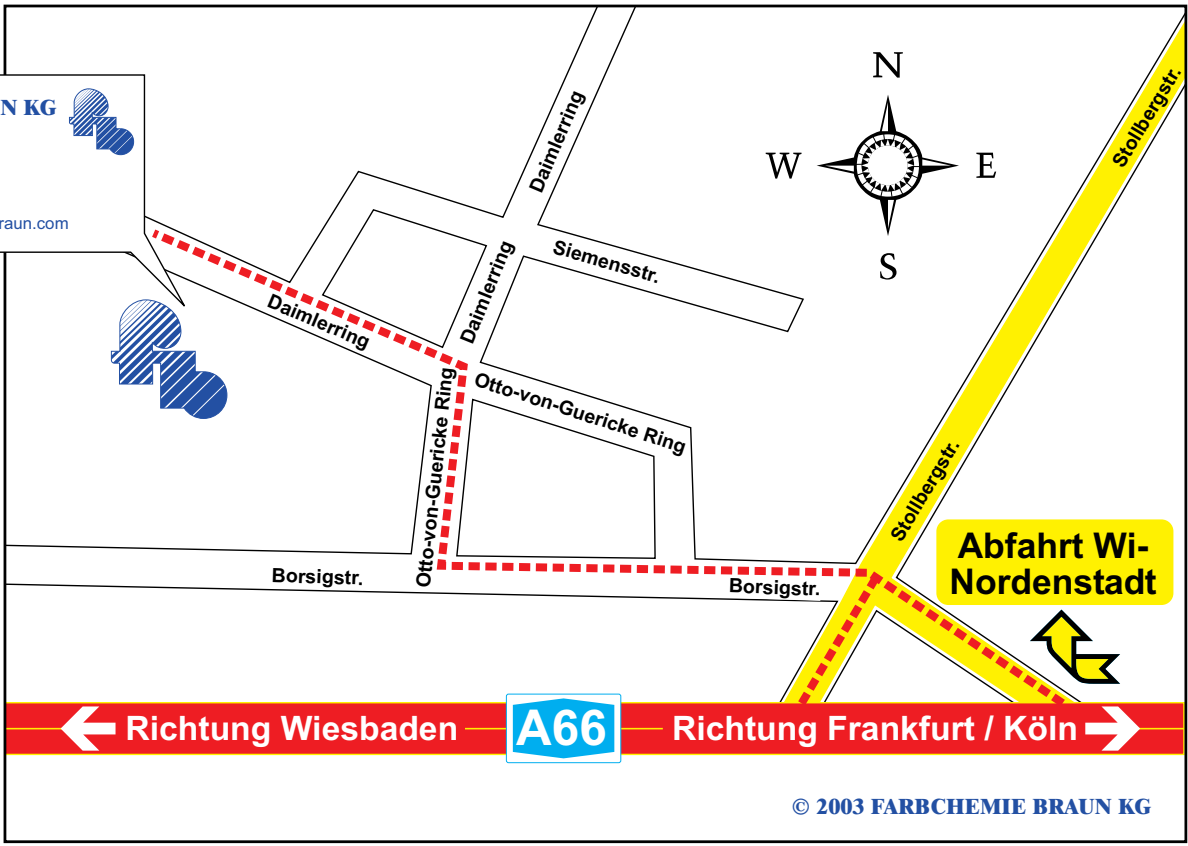 N KG
raun.com
N
W
E
S
Daimlerring
Stollbergstr.
Siemensstr.
Daimlerring
Daimlerring
Otto-von-Guericke Ring
Otto-von-Guericke Ring
Stollbergstr.
Abfahrt Wi-
Nordenstadt
Borsigstr.
Borsigstr.
Richtung Wiesbaden
A66
Richtung Frankfurt / Köln
© 2003 FARBCHEMIE BRAUN KG